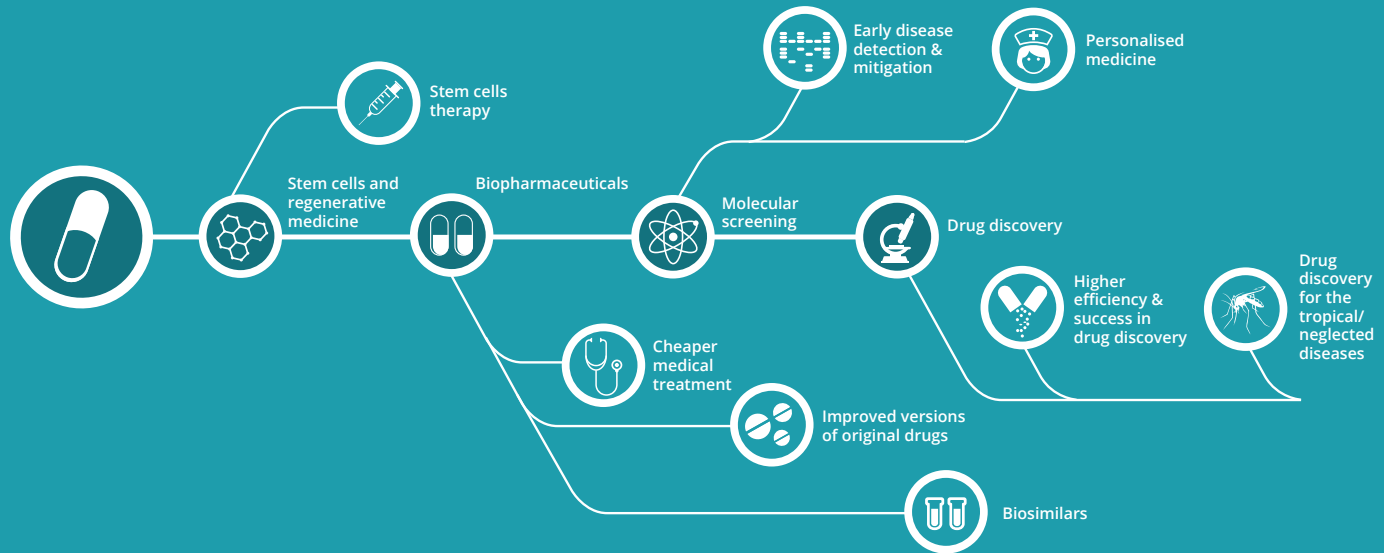 Early disease
detection &
mitigation
Personalised
medicine
Stem cells
therapy
Stem cells and
regenerative
medicine
Biopharmaceuticals
Molecular
screening
Drug discovery
Higher
efficiency &
success in
drug discovery
Drug
discovery
for the
tropical/
neglected
diseases
Cheaper
medical
treatment
Improved versions
of original drugs
Biosimilars